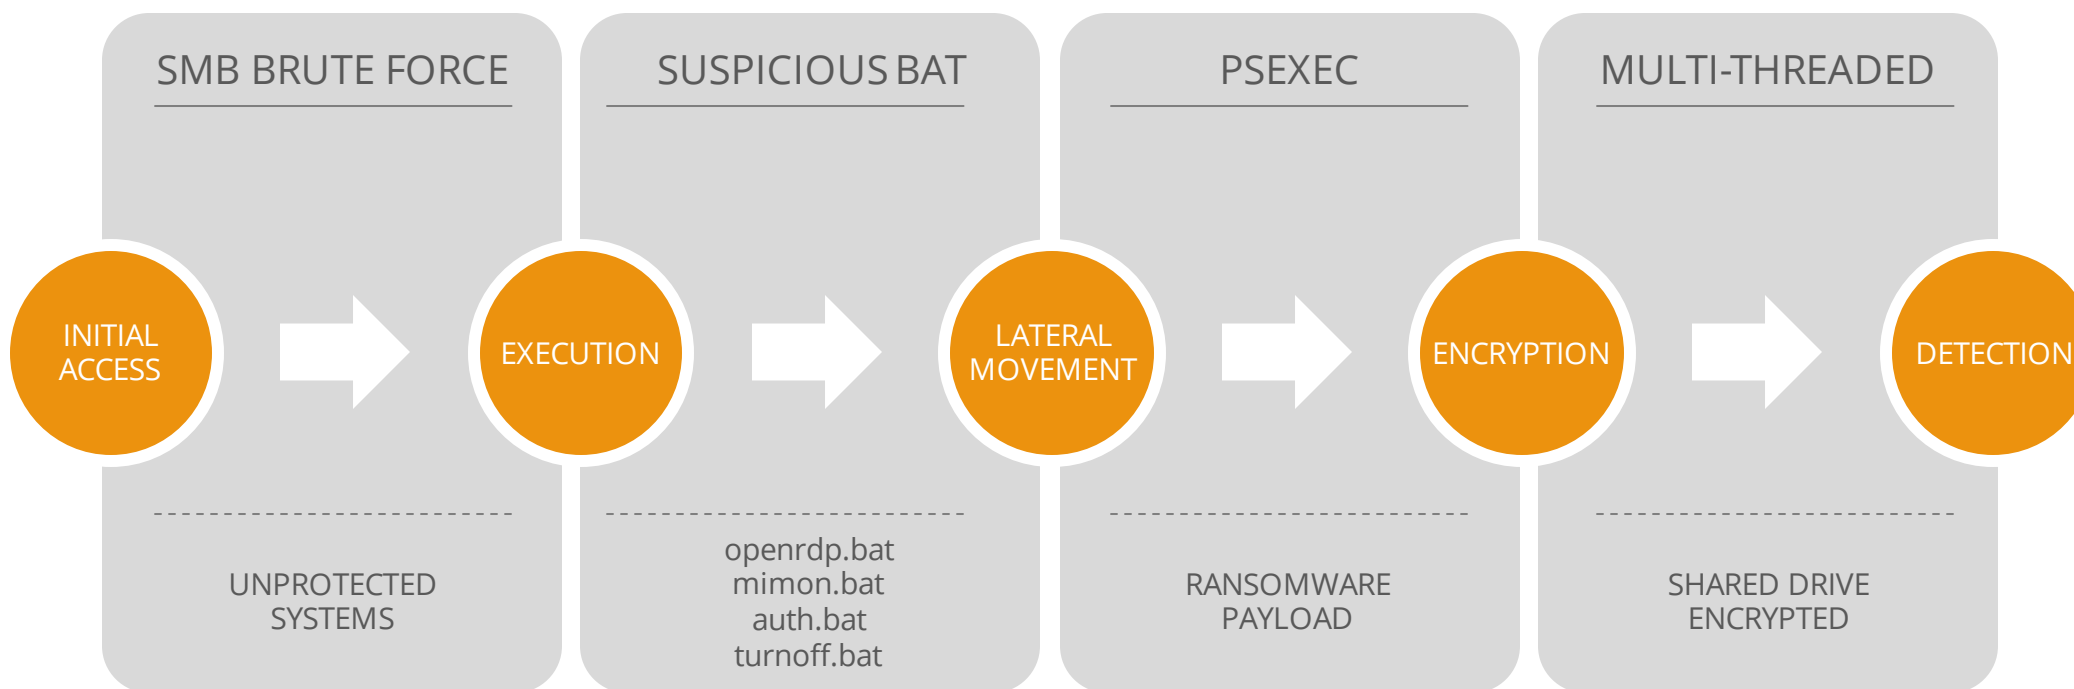 SMB BRUTE FORCE
SUSPICIOUS BAT
PSEXEC
MULTI-THREADED
INITIAL
ACCESS
EXECUTION
LATERAL
MOVEMENT
ENCRYPTION
DETECTION
UNPROTECTED
SYSTEMS
openrdp.bat
mimon.bat
auth.bat
turnoff.bat
RANSOMWARE
PAYLOAD
SHARED DRIVE
ENCRYPTED